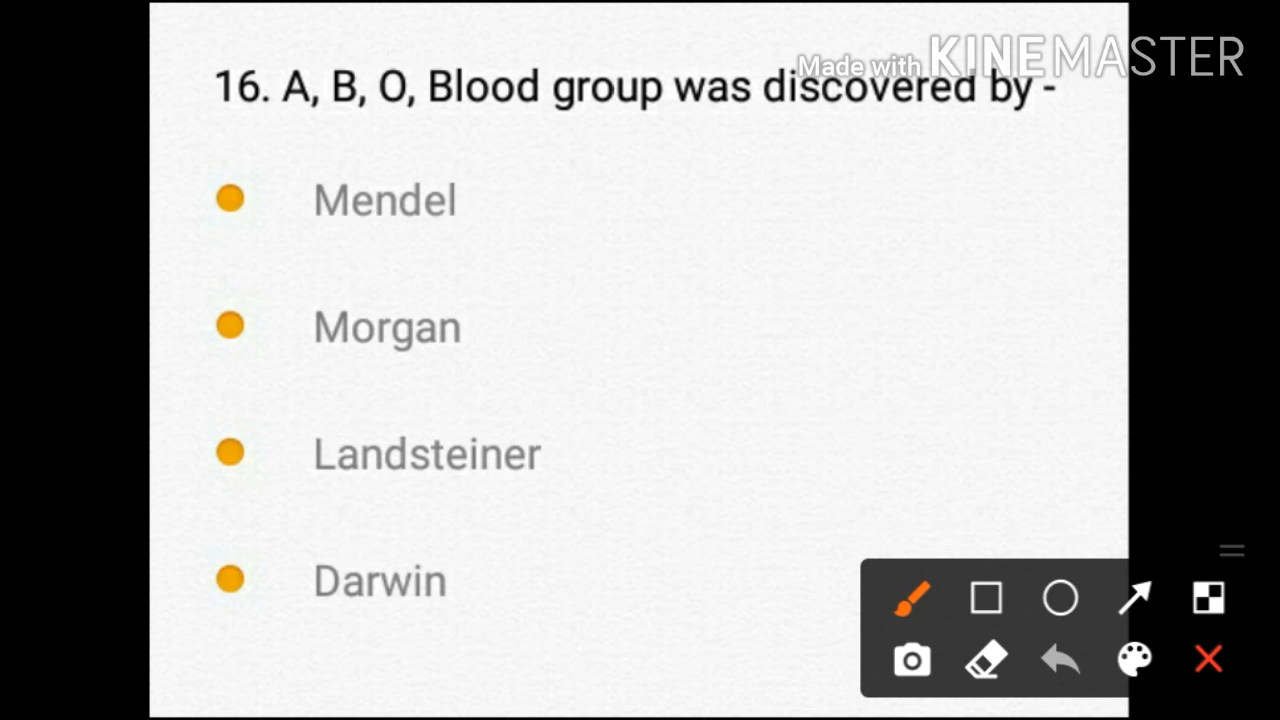 Made with KINEMASTER
16. A, B, O, Blood group was discovered by -
Mendel
Morgan
Landsteiner
Darwin